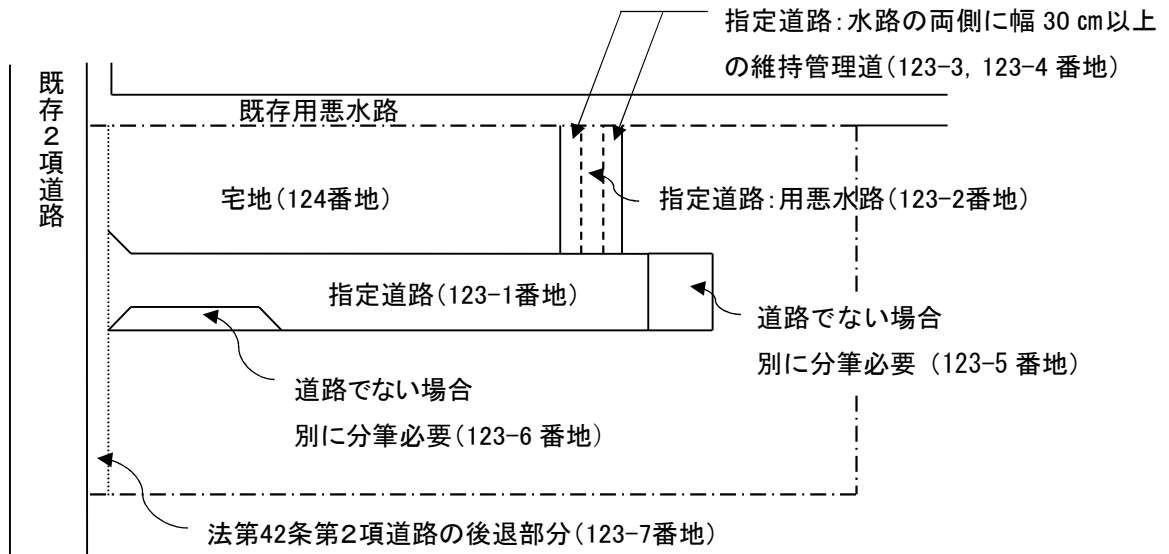 指定道路：水路の両側に幅 30 ㎝以上
の維持管理道（123-3，123-4 番地）
既存２項道路
既存用悪水路
宅地（124番地）
指定道路：用悪水路（123-2番地）
指定道路（123-1番地）
道路でない場合
別に分筆必要 （123-5 番地）
道路でない場合
別に分筆必要（123-6 番地）
法第42条第２項道路の後退部分（123-7番地）